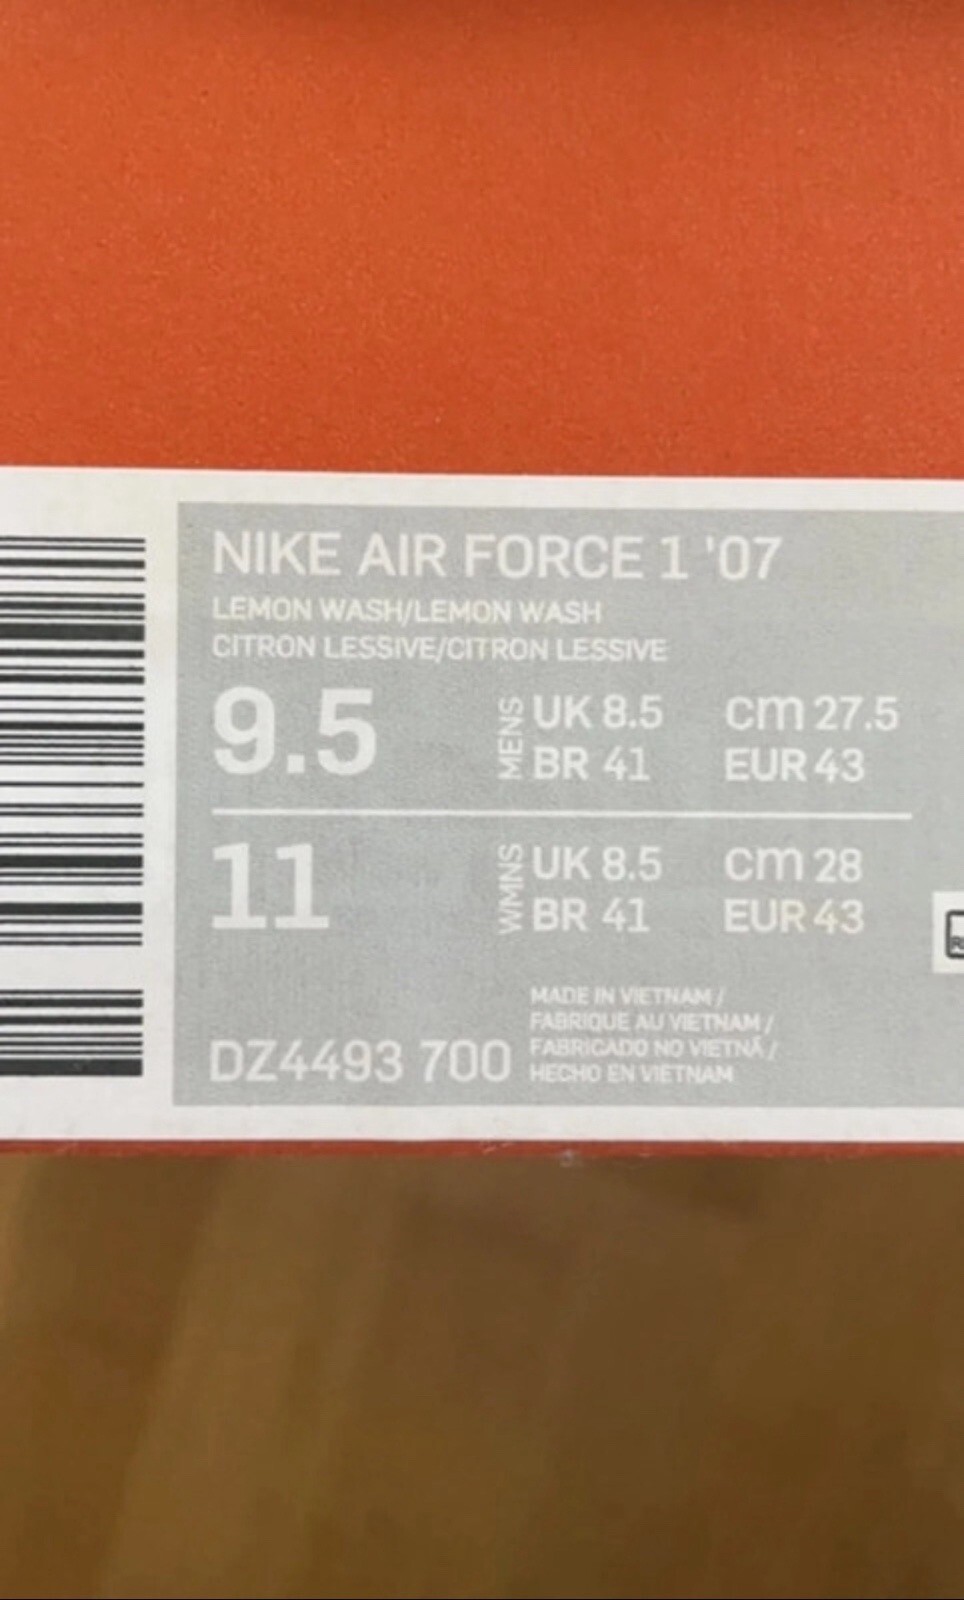 NIKE AIR FORCE 1 '07
LEMON WASH/LEMON WASH
CITRON LESSIVE/CITRON LESSIVE
9.5 MENS UK 8.5 cm 27.5
BR 41 EUR 43
11 WMNS UK 8.5 cm 28
BR 41 EUR 43
MADE IN VIETNAM /
FABRIQUE AU VIETNAM /
FABRICADO NO VIETNÃ /
HECHO EN VIETNAM
DZ4493 700